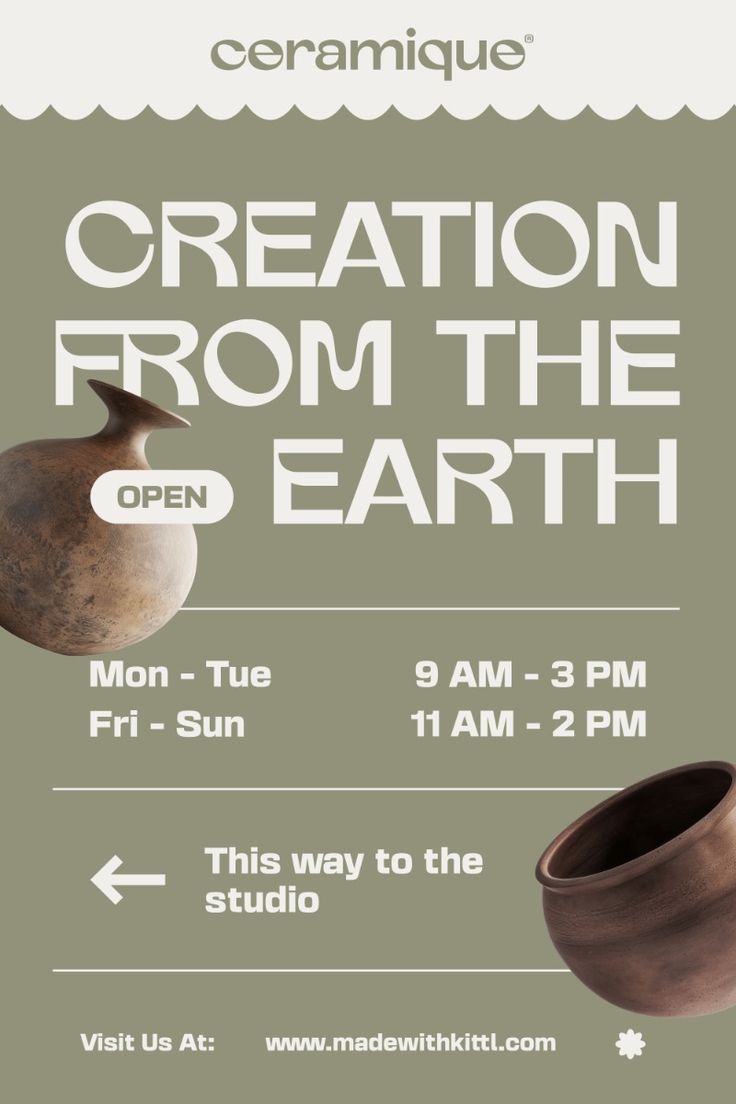 ceramique®
CREATION
FROM THE
OPEN EARTH
Mon - Tue 9 AM - 3 PM
Fri - Sun 11 AM - 2 PM
This way to the
studio
Visit Us At: www.madewithkittl.com